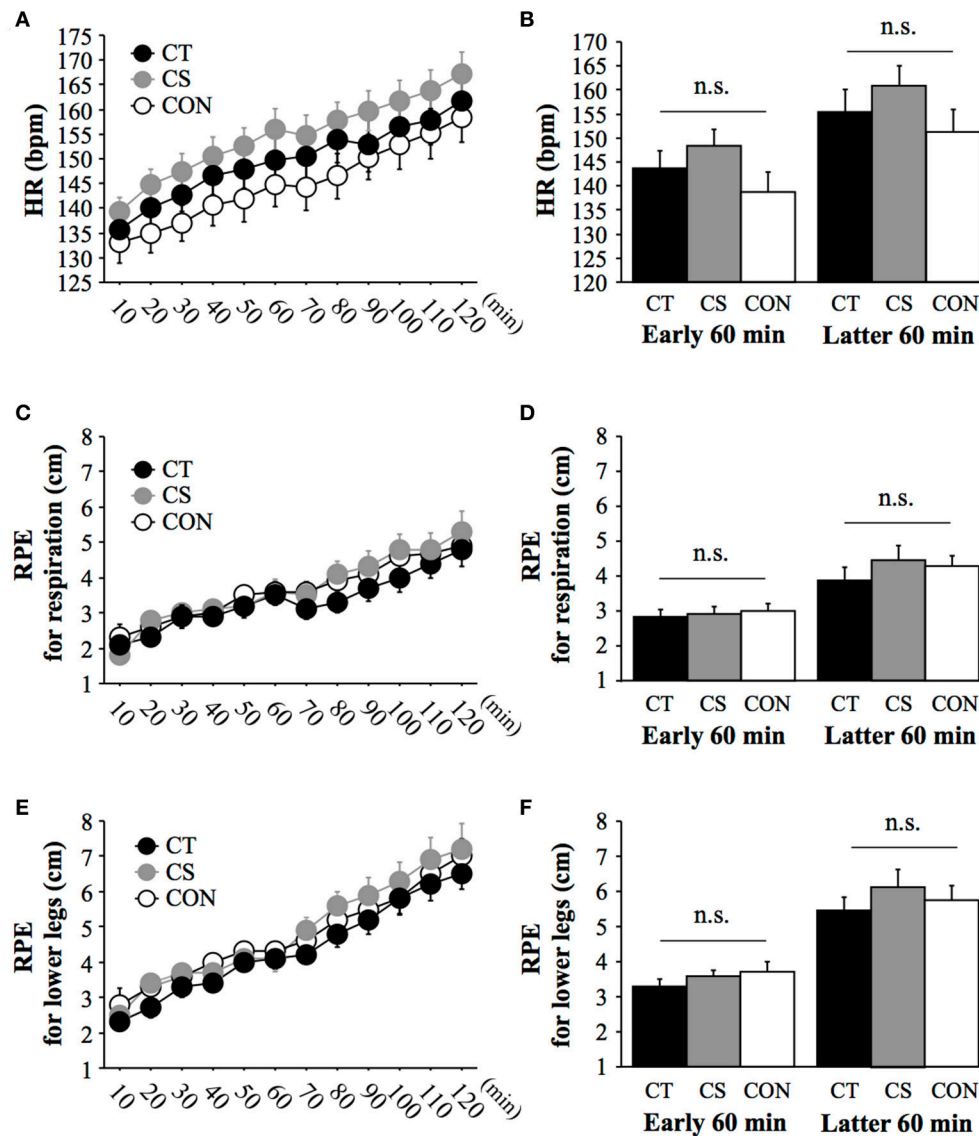 A
HR (bpm)
175
170
165
160
155
150
145
140
135
130
125
CT
CS
CON
10 20 30 40 50 60 70 80 90 100 110 120 (min)
B
HR (bpm)
170
165
160
155
150
145
140
135
130
125
120
n.s.
n.s.
CT CS CON CT CS CON
Early 60 min Latter 60 min
C
RPE
for respiration (cm)
8
7
6
5
4
3
2
1
CT
CS
CON
10 20 30 40 50 60 70 80 90 100 110 120 (min)
D
RPE
for respiration (cm)
8
7
6
5
4
3
2
1
n.s.
n.s.
CT CS CON CT CS CON
Early 60 min Latter 60 min
E
RPE
for lower legs (cm)
8
7
6
5
4
3
2
1
CT
CS
CON
10 20 30 40 50 60 70 80 90 100 110 120 (min)
F
RPE
for lower legs (cm)
8
7
6
5
4
3
2
1
n.s.
n.s.
CT CS CON CT CS CON
Early 60 min Latter 60 min